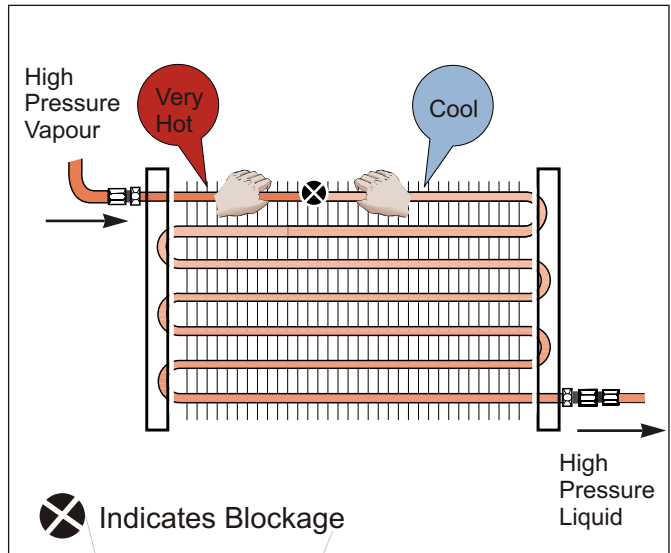 High
Pressure
Vapour
Very
Hot
Cool
High
Pressure
Liquid
Indicates Blockage